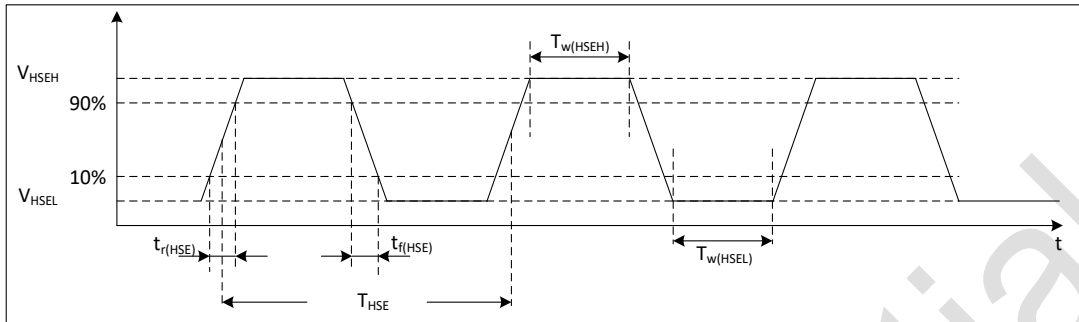 T_w(HSEH)
V_HSEH
90%
10%
V_HSEL
t_r(HSE)
t_f(HSE)
T_w(HSEL)
t
T_HSE